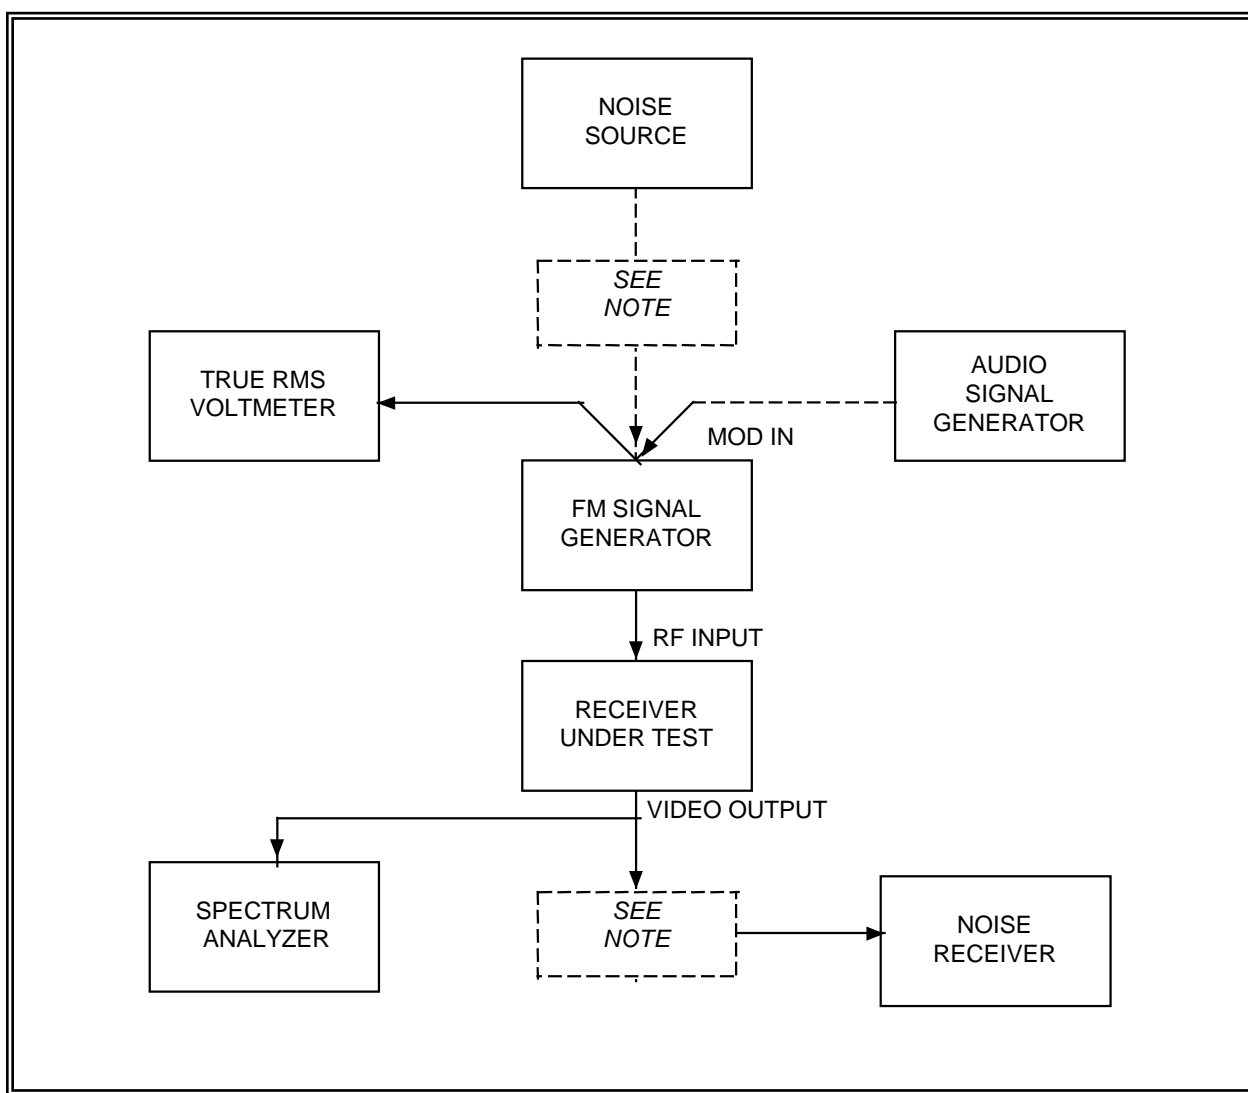 NOISE
SOURCE
SEE
NOTE
TRUE RMS
VOLTMETER
AUDIO
SIGNAL
GENERATOR
MOD IN
FM SIGNAL
GENERATOR
RF INPUT
RECEIVER
UNDER TEST
VIDEO OUTPUT
SPECTRUM
ANALYZER
SEE
NOTE
NOISE
RECEIVER